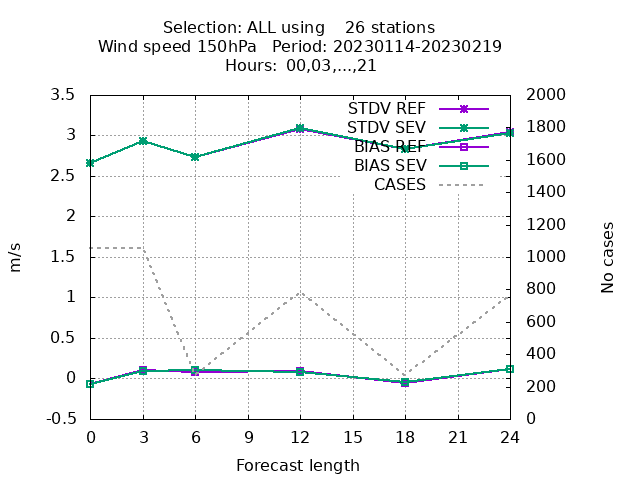 Selection: ALL using    26 stations
Wind speed 150hPa   Period: 20230114-20230219
Hours: 00,03,...,21
3.5
3
2.5
2
1.5
1
0.5
0
-0.5
m/s
STDV REF
STDV SEV
BIAS REF
BIAS SEV
CASES
2000
1800
1600
1400
1200
1000
800
600
400
200
0
No cases
0 3 6 9 12 15 18 21 24
Forecast length